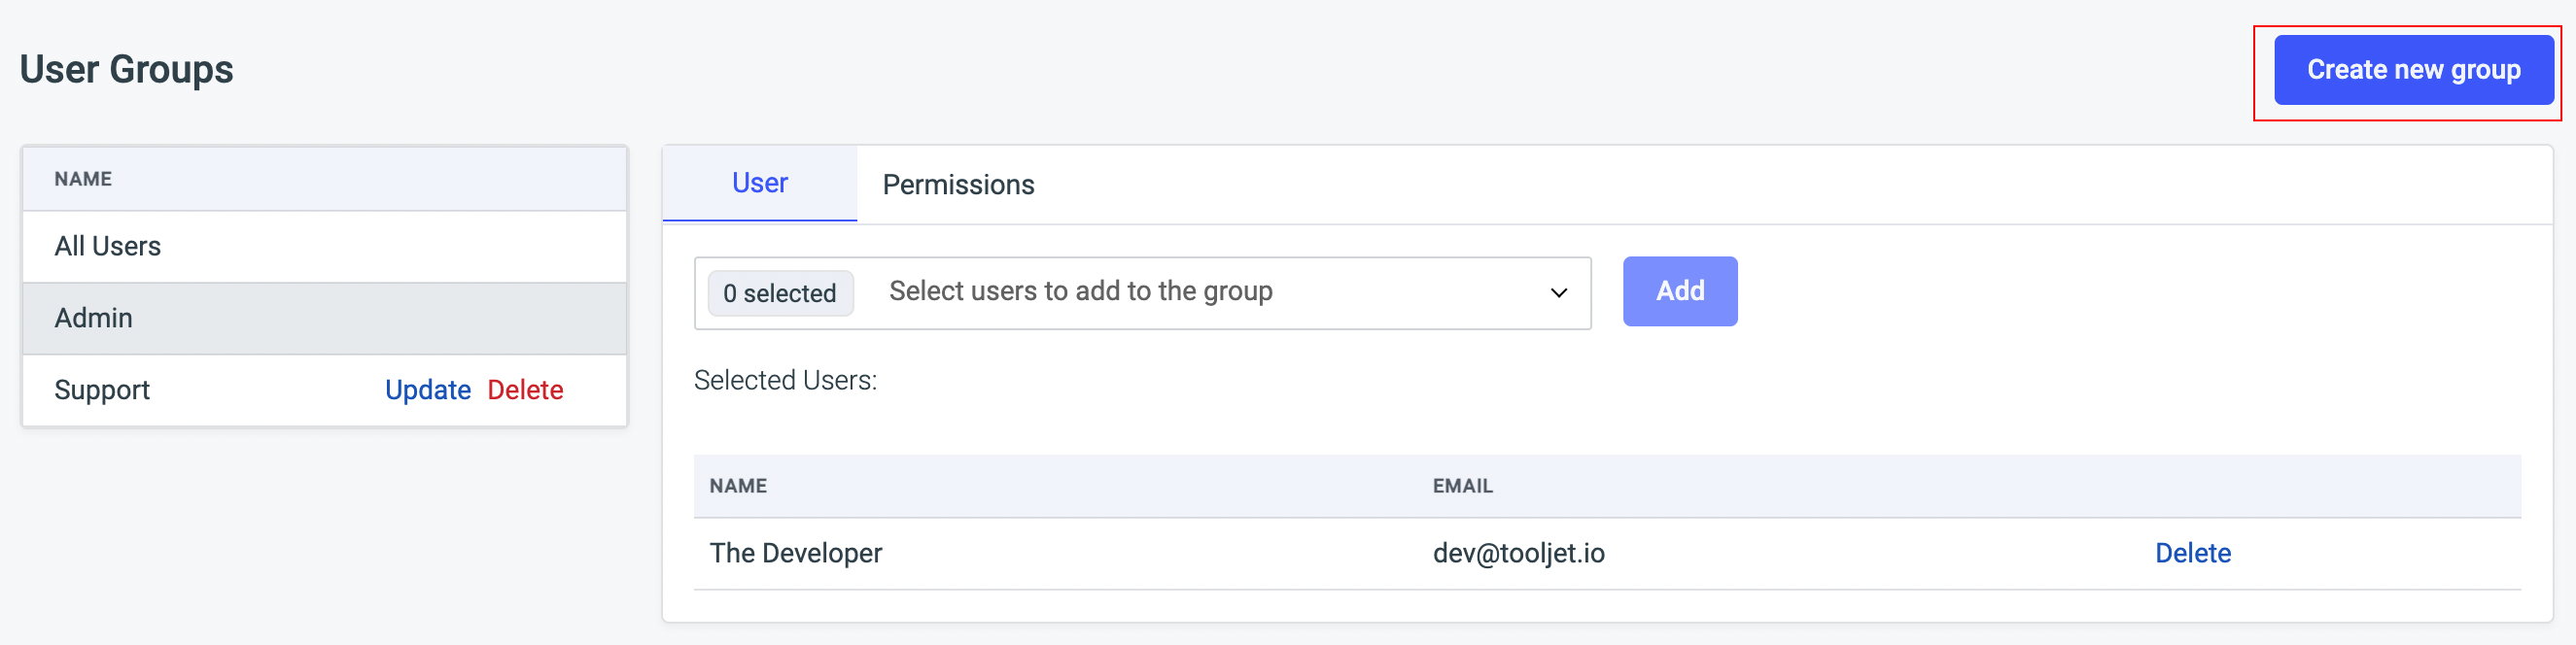 User Groups
Create new group
NAME
All Users
Admin
Support Update Delete
User Permissions
0 selected Select users to add to the group Add
Selected Users:
NAME EMAIL
The Developer dev@tooljet.io Delete